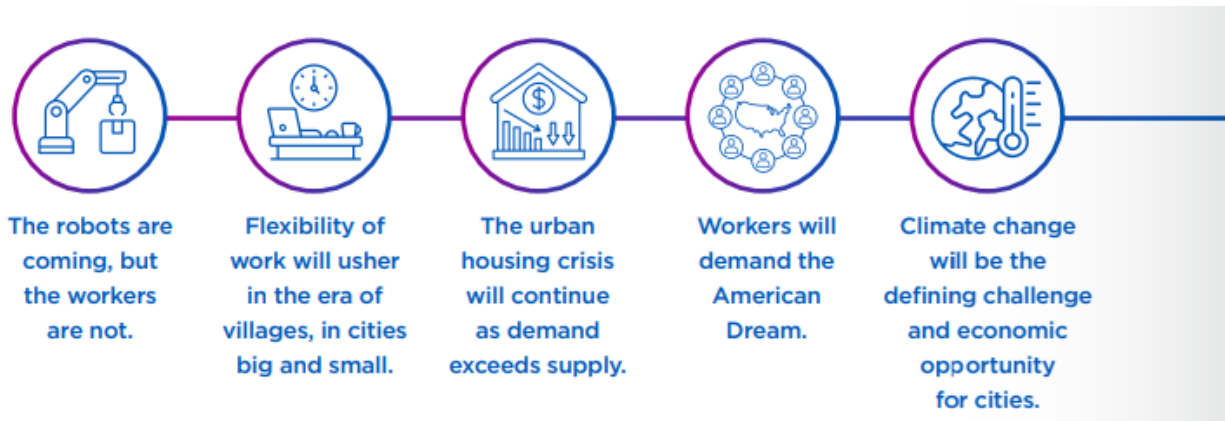 The robots are
coming, but
the workers
are not.
Flexibility of
work will usher
in the era of
villages, in cities
big and small.
The urban
housing crisis
will continue
as demand
exceeds supply.
Workers will
demand the
American
Dream.
Climate change
will be the
defining challenge
and economic
opportunity
for cities.